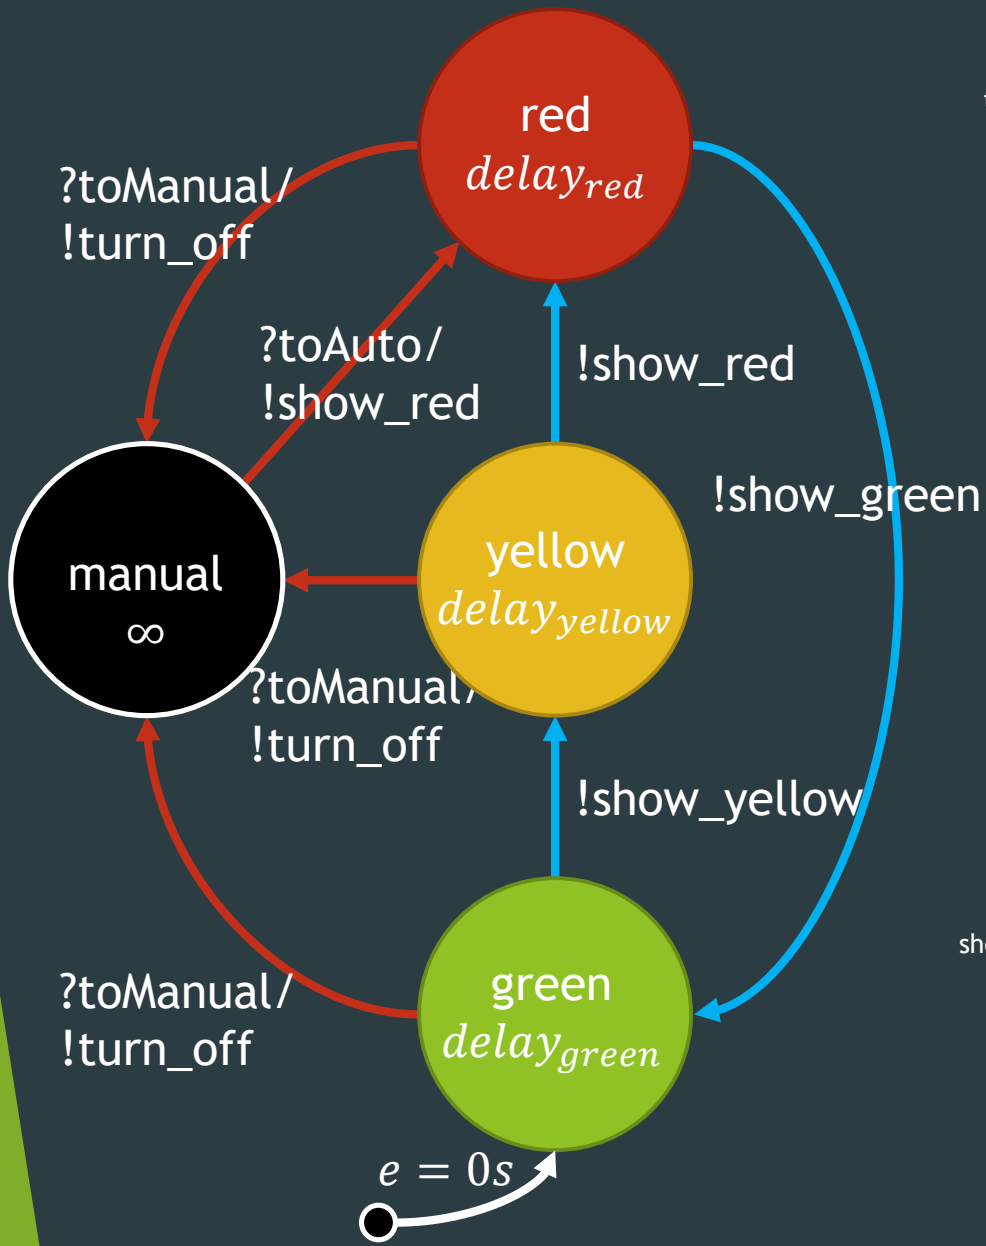 red
delay_red
?toManual/
!turn_off
?toAuto/
!show_red
!show_red
!show_green
manual
∞
yellow
delay_yellow
?toManual/
!turn_off
!show_yellow
green
delay_green
?toManual/
!turn_off
e = 0s